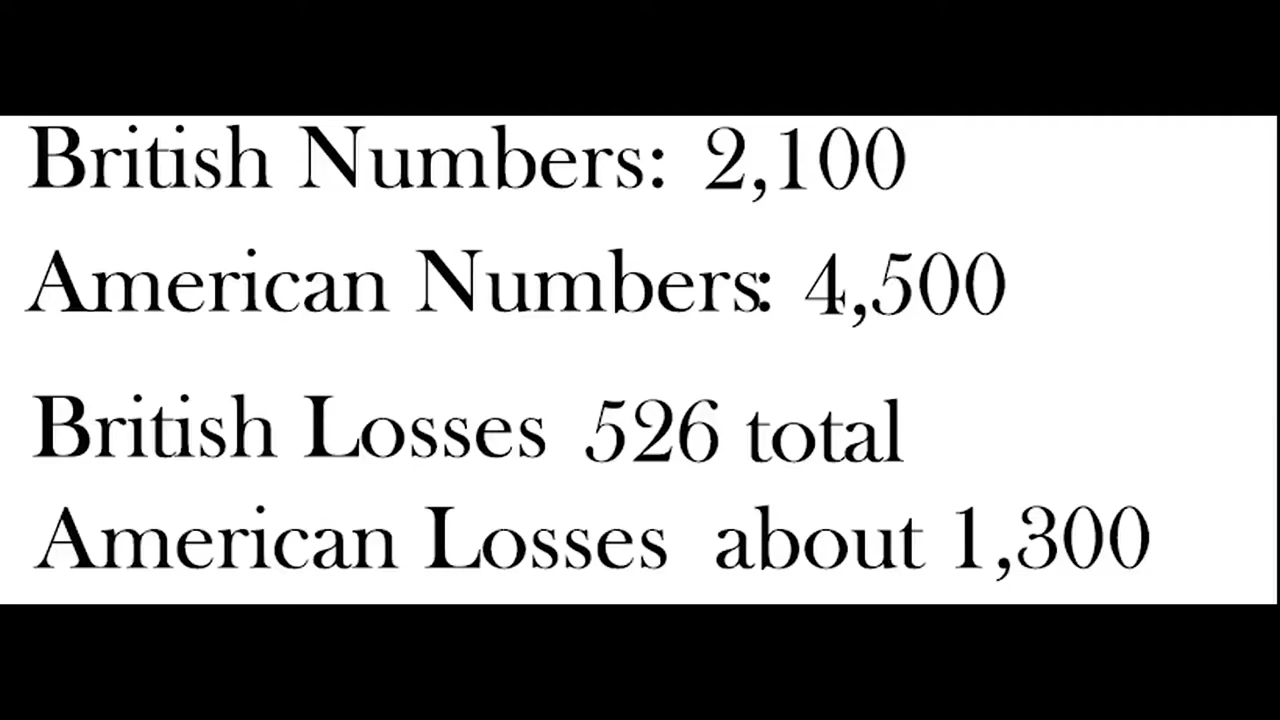 British Numbers: 2,100
American Numbers: 4,500
British Losses 526 total
American Losses about 1,300